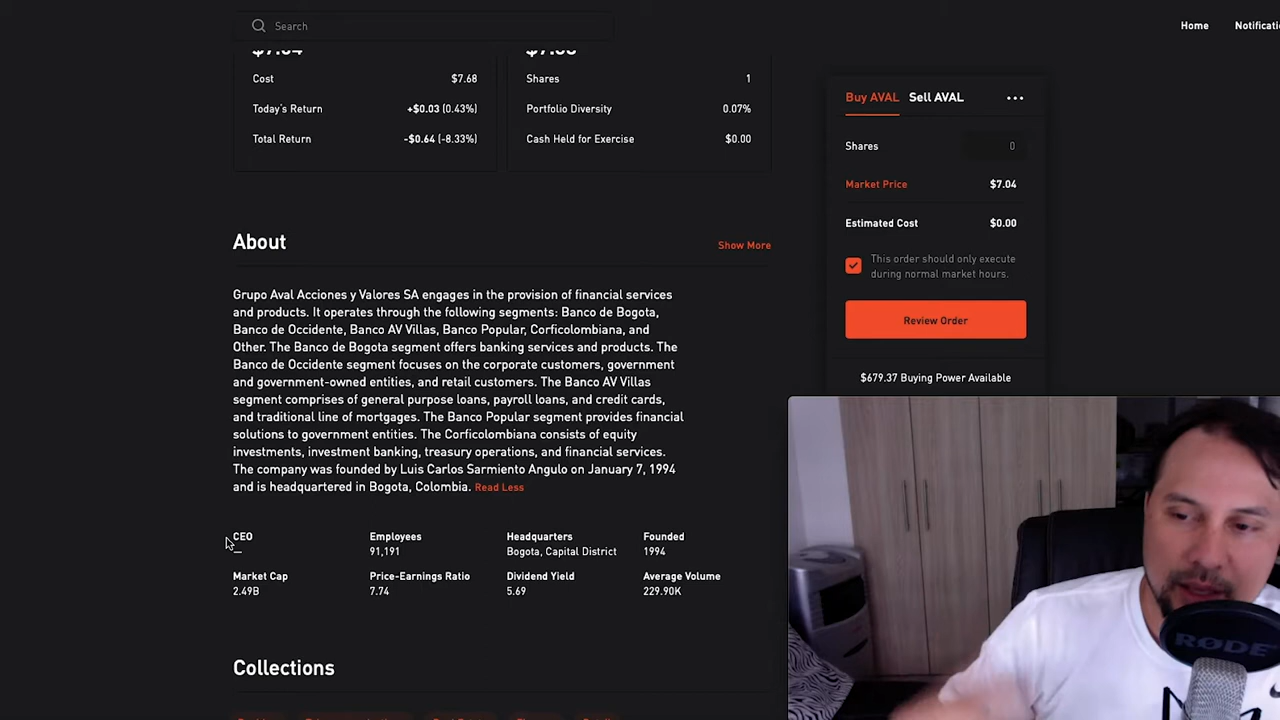 Search
Home
Notificati
$7.04
Cost
$7.68
Today's Return
+$0.03 (0.43%)
Total Return
-$0.64 (-8.33%)
Shares
1
Portfolio Diversity
0.07%
Cash Held for Exercise
$0.00
Buy AVAL
Sell AVAL
Shares
0
Market Price
$7.04
Estimated Cost
$0.00
This order should only execute
during normal market hours.
Review Order
$679.37 Buying Power Available
About
Show More
Grupo Aval Acciones y Valores SA engages in the provision of financial services
and products. It operates through the following segments: Banco de Bogota,
Banco de Occidente, Banco AV Villas, Banco Popular, Corficolombiana, and
Other. The Banco de Bogota segment offers banking services and products. The
Banco de Occidente segment focuses on the corporate customers, government
and government-owned entities, and retail customers. The Banco AV Villas
segment comprises of general purpose loans, payroll loans, and credit cards,
and traditional line of mortgages. The Banco Popular segment provides financial
solutions to government entities. The Corficolombiana consists of equity
investments, investment banking, treasury operations, and financial services.
The company was founded by Luis Carlos Sarmiento Angulo on January 7, 1994
and is headquartered in Bogota, Colombia. Read Less
CEO
—
Employees
91,191
Headquarters
Bogota, Capital District
Founded
1994
Market Cap
2.49B
Price-Earnings Ratio
7.74
Dividend Yield
5.69
Average Volume
229.90K
Collections
RØDE